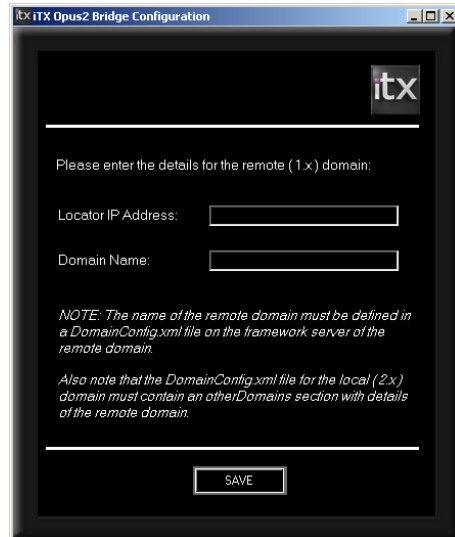 itx iTX Opus2 Bridge Configuration
itx
Please enter the details for the remote (1.x) domain:
Locator IP Address:
Domain Name:
NOTE: The name of the remote domain must be defined in
a DomainConfig.xml file on the framework server of the
remote domain.
Also note that the DomainConfig.xml file for the local (2.x)
domain must contain an otherDomains section with details
of the remote domain.
SAVE